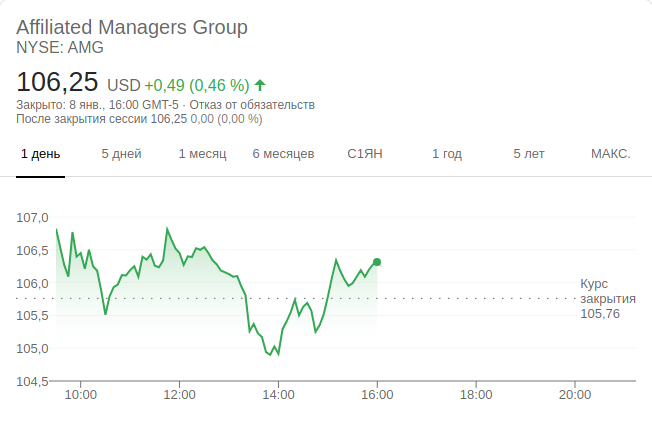 Affiliated Managers Group
NYSE: AMG
106,25 USD +0,49 (0,46 %)
Закрыто: 8 янв., 16:00 GMT-5 · Отказ от обязательств
После закрытия сессии 106,25 0,00 (0,00 %)
1 день 5 дней 1 месяц 6 месяцев С1ЯН 1 год 5 лет МАКС.
107,0
106,5
106,0
105,5
105,0
104,5
Курс
закрытия
105,76
10:00 12:00 14:00 16:00 18:00 20:00